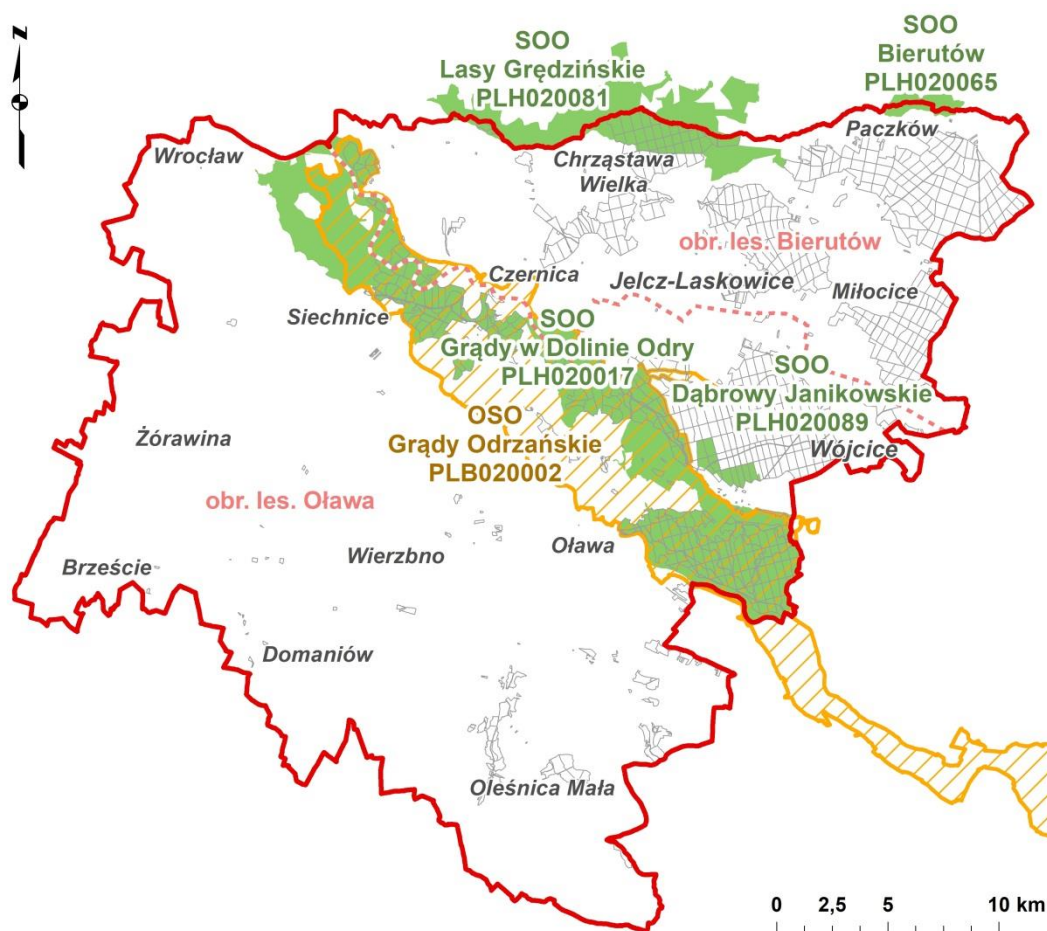 N
SOO
Lasy Grędzińskie
PLH020081
SOO
Bierutów
PLH020065
Wrocław
Paczków
Chrząstawa
Wielka
obr. les. Bierutów
Czernica
Jelcz-Laskowice
Miłocice
Siechnice
SOO
Grądy w Dolinie Odry
PLH020017
SOO
Dąbrowy Janikowskie
PLH020089
OSO
Grądy Odrzańskie
PLB020002
Żórawina
Wójcice
obr. les. Oława
Oława
Wierzbno
Brzeście
Domaniów
Oleśnica Mała
0 2,5 5 10 km